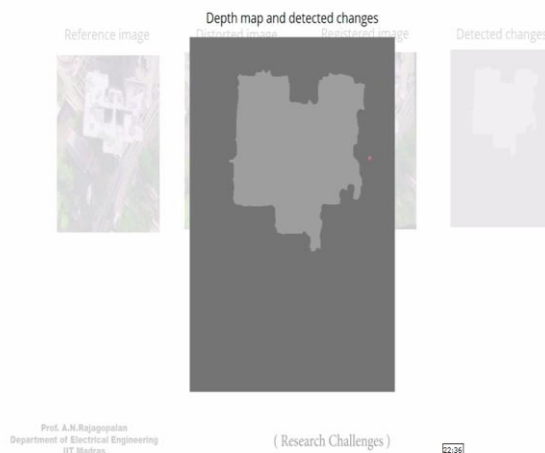 Depth map and detected changes
Reference image
Distorted image
Registered image
Detected changes
Prof. A.N.Rajagopalan
Department of Electrical Engineering
IIT Madras
( Research Challenges )
22:36